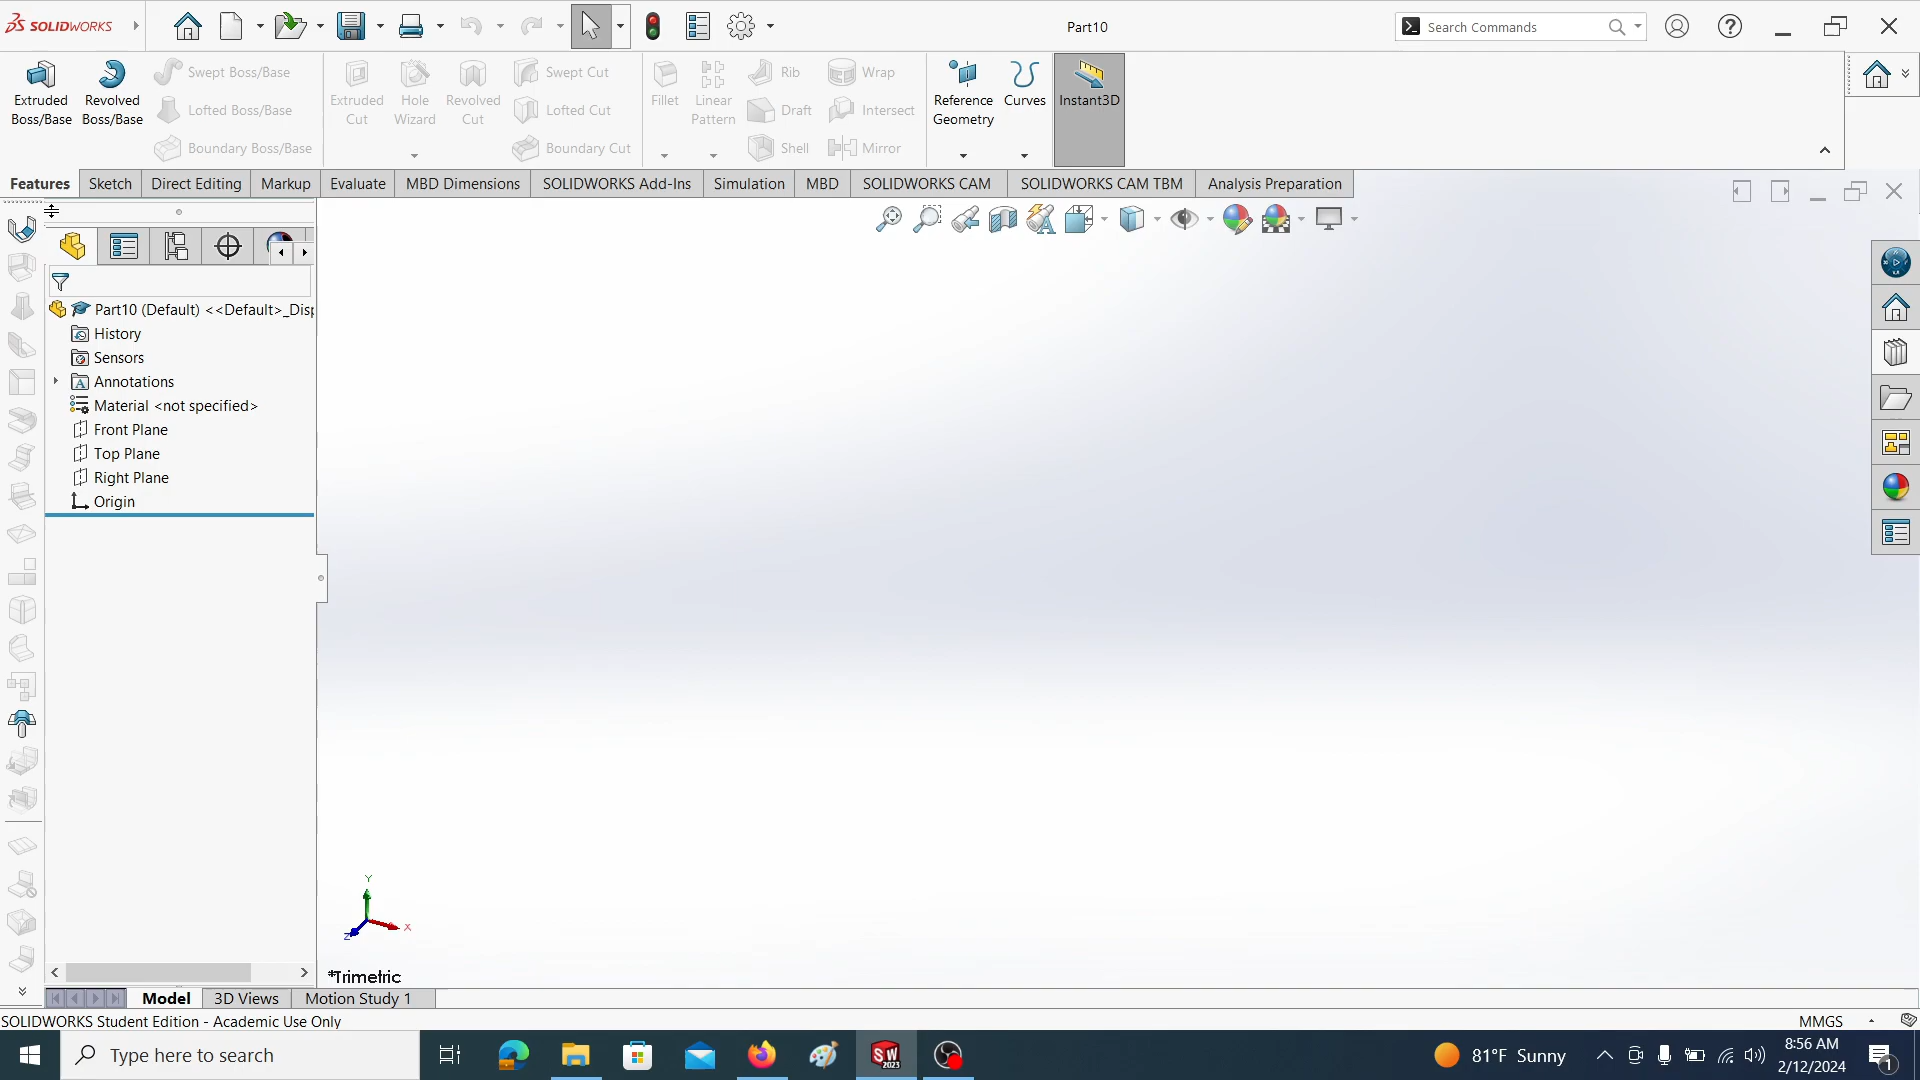 SOLIDWORKS
Part10
Search Commands
Extruded Boss/Base
Revolved Boss/Base
Swept Boss/Base
Lofted Boss/Base
Boundary Boss/Base
Extruded Cut
Hole Wizard
Revolved Cut
Swept Cut
Lofted Cut
Boundary Cut
Fillet
Linear Pattern
Rib
Draft
Shell
Wrap
Intersect
Mirror
Reference Geometry
Curves
Instant3D
Features
Sketch
Direct Editing
Markup
Evaluate
MBD Dimensions
SOLIDWORKS Add-Ins
Simulation
MBD
SOLIDWORKS CAM
SOLIDWORKS CAM TBM
Analysis Preparation
Part10 (Default) <<Default>_Disp
History
Sensors
Annotations
Material <not specified>
Front Plane
Top Plane
Right Plane
Origin
Y
X
Z
*Trimetric
Model
3D Views
Motion Study 1
SOLIDWORKS Student Edition - Academic Use Only
MMGS
Type here to search
SW
2023
81°F Sunny
8:56 AM
2/12/2024
1